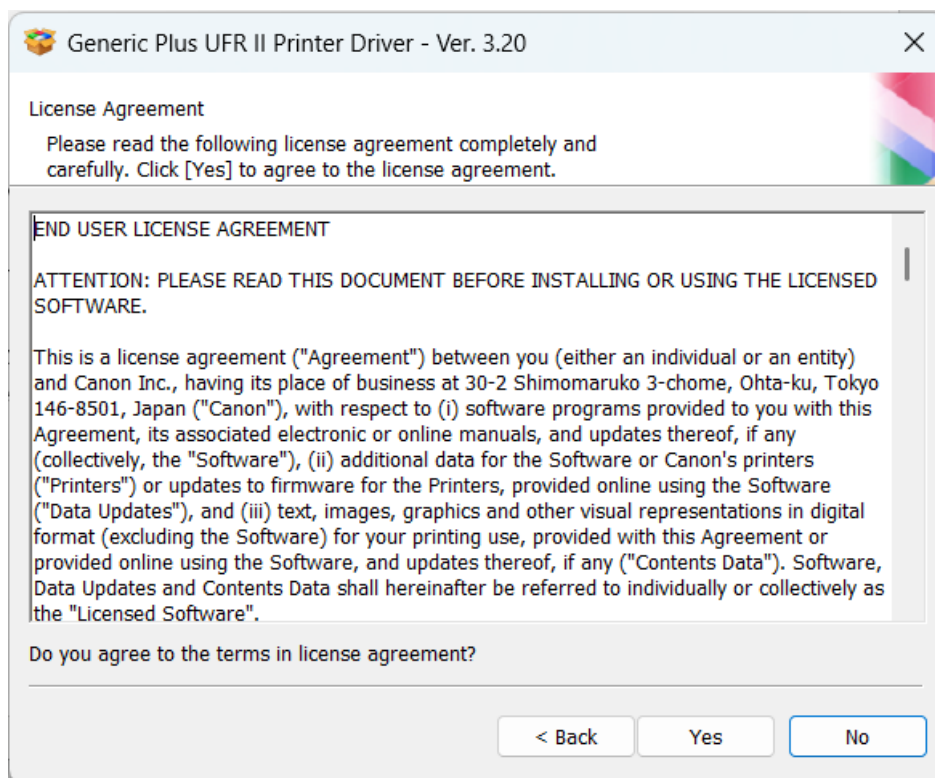 Generic Plus UFR II Printer Driver - Ver. 3.20
License Agreement
Please read the following license agreement completely and
carefully. Click [Yes] to agree to the license agreement.
END USER LICENSE AGREEMENT
ATTENTION: PLEASE READ THIS DOCUMENT BEFORE INSTALLING OR USING THE LICENSED
SOFTWARE.
This is a license agreement ("Agreement") between you (either an individual or an entity)
and Canon Inc., having its place of business at 30-2 Shimomaruko 3-chome, Ohta-ku, Tokyo
146-8501, Japan ("Canon"), with respect to (i) software programs provided to you with this
Agreement, its associated electronic or online manuals, and updates thereof, if any
(collectively, the "Software"), (ii) additional data for the Software or Canon's printers
("Printers") or updates to firmware for the Printers, provided online using the Software
("Data Updates"), and (iii) text, images, graphics and other visual representations in digital
format (excluding the Software) for your printing use, provided with this Agreement or
provided online using the Software, and updates thereof, if any ("Contents Data"). Software,
Data Updates and Contents Data shall hereinafter be referred to individually or collectively as
the "Licensed Software".
Do you agree to the terms in license agreement?
< Back Yes No